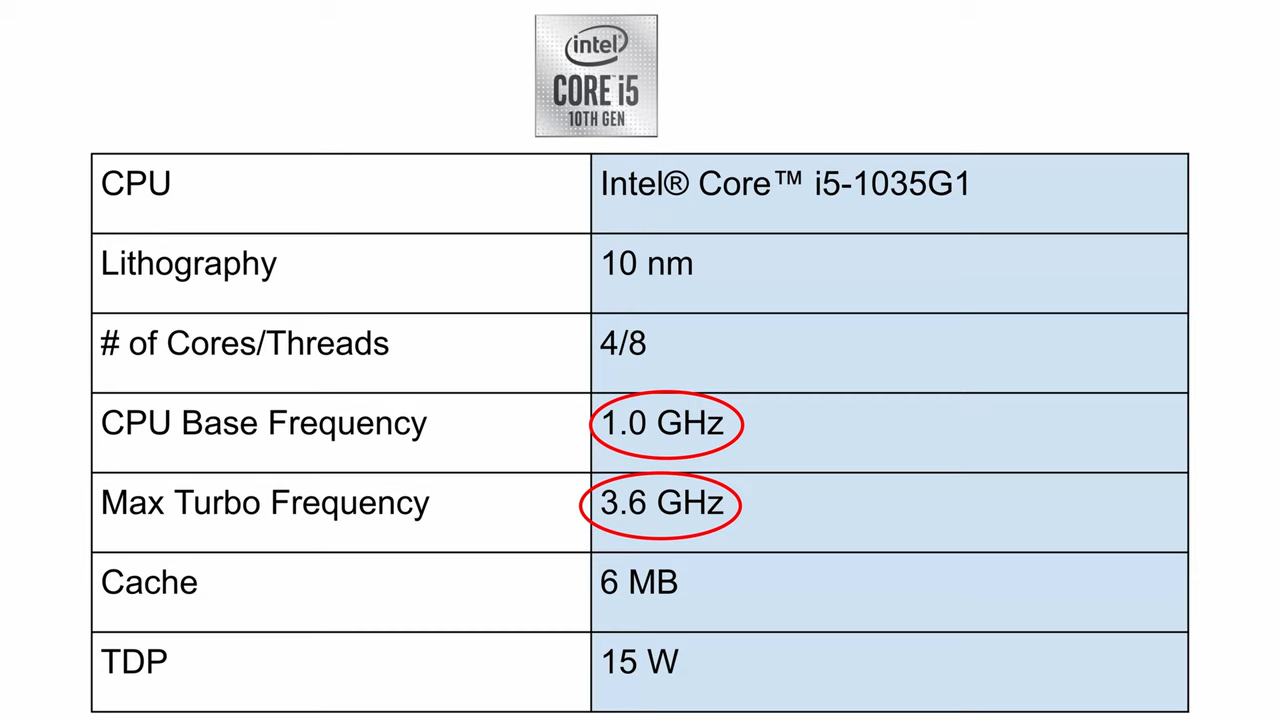 intel
CORE i5
10TH GEN
CPU Intel® Core™ i5-1035G1
Lithography 10 nm
# of Cores/Threads 4/8
CPU Base Frequency 1.0 GHz
Max Turbo Frequency 3.6 GHz
Cache 6 MB
TDP 15 W